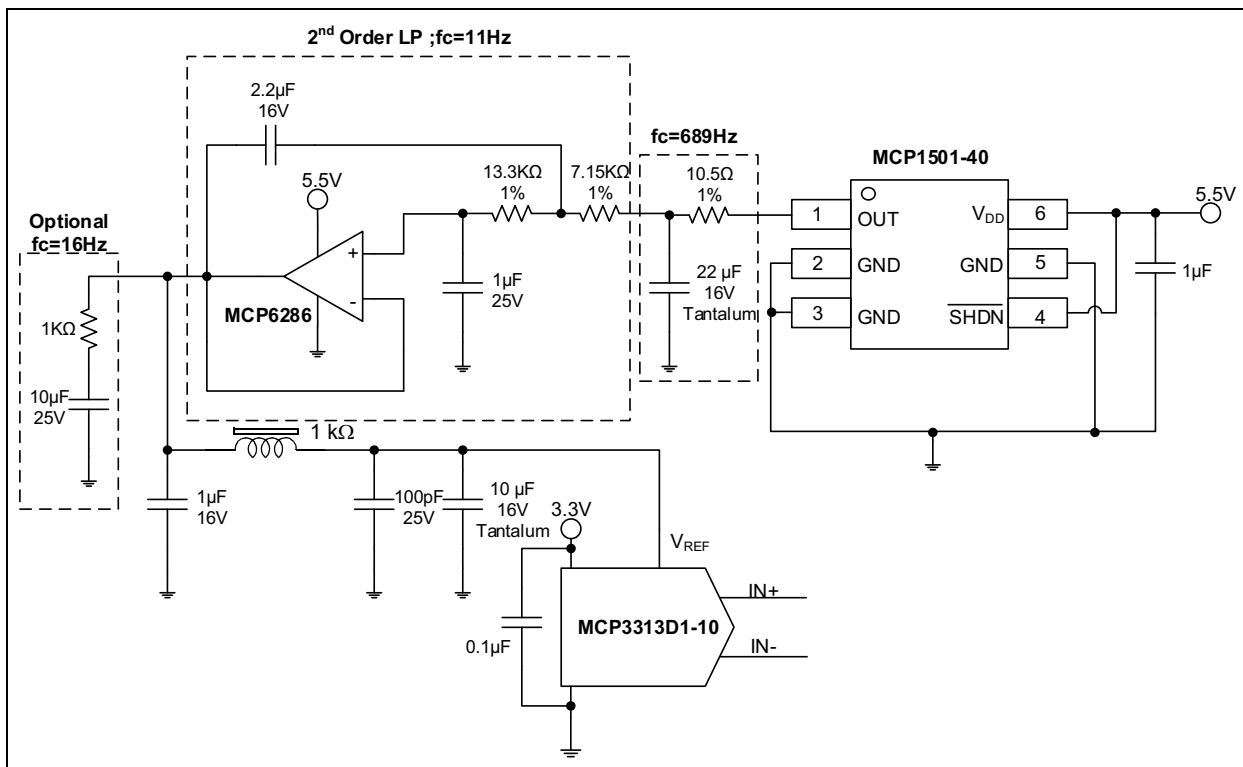 2nd Order LP ;fc=11Hz
2.2µF
16V
5.5V
13.3KΩ
1%
7.15KΩ
1%
fc=689Hz
10.5Ω
1%
MCP1501-40
1
OUT
VDD
6
5.5V
2
GND
GND
5
3
GND
SHDN
4
1µF
Optional
fc=16Hz
1KΩ
10µF
25V
+
-
MCP6286
1µF
25V
22 µF
16V
Tantalum
1 kΩ
1µF
16V
100pF
25V
10 µF
16V
Tantalum
3.3V
VREF
0.1µF
MCP3313D1-10
IN+
IN-